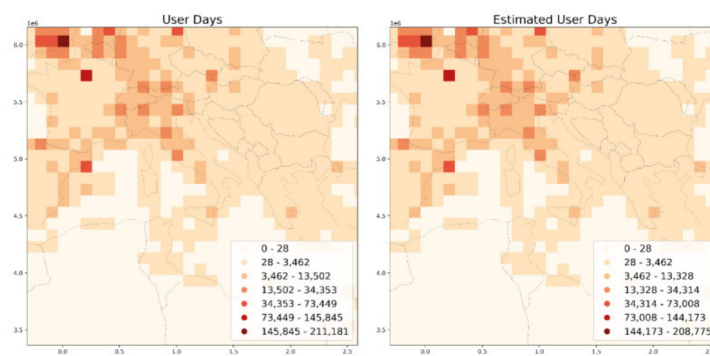 User Days
1e6
6.0
5.5
5.0
4.5
4.0
3.5
0.0 0.5 1.0 1.5 2.0 2.5
0 - 28
28 - 3,462
3,462 - 13,502
13,502 - 34,353
34,353 - 73,449
73,449 - 145,845
145,845 - 211,181
Estimated User Days
1e6
6.0
5.5
5.0
4.5
4.0
3.5
0.0 0.5 1.0 1.5 2.0 2.5
0 - 28
28 - 3,462
3,462 - 13,328
13,328 - 34,314
34,314 - 73,008
73,008 - 144,173
144,173 - 208,775